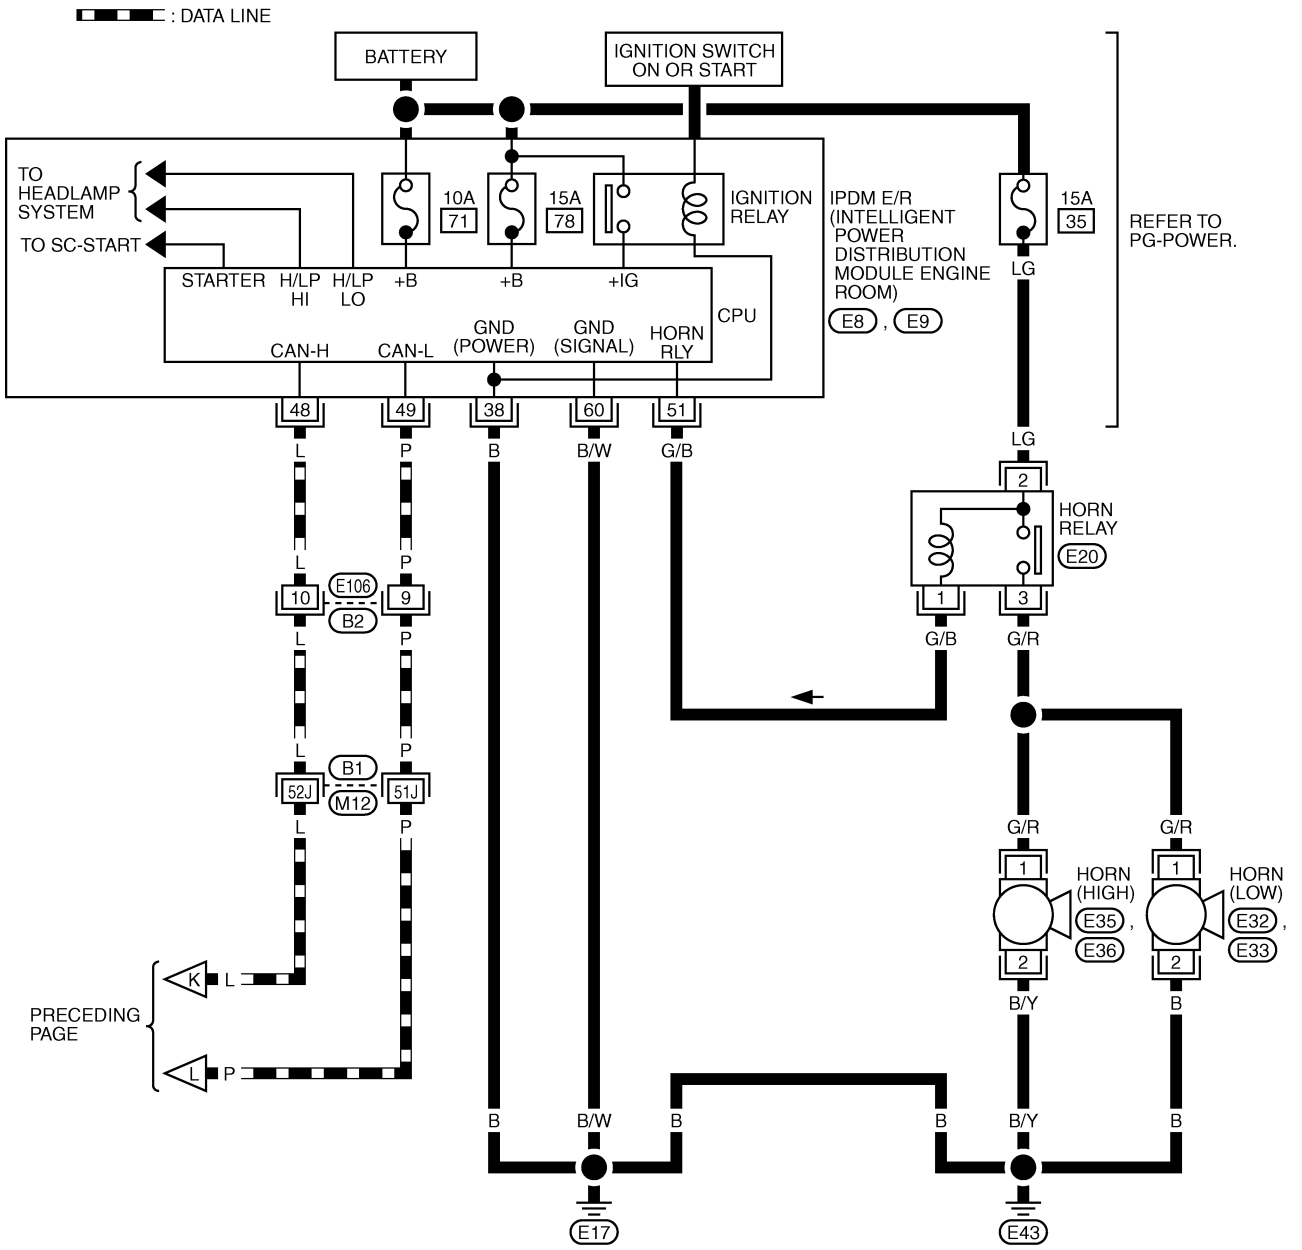 : DATA LINE
BATTERY
IGNITION SWITCH
ON OR START
TO
HEADLAMP
SYSTEM
TO SC-START
10A
71
15A
78
IGNITION
RELAY
IPDM E/R
(INTELLIGENT
POWER
DISTRIBUTION
MODULE ENGINE
ROOM)
E8 , E9
15A
35
REFER TO
PG-POWER.
LG
STARTER
H/LP
HI
H/LP
LO
+B
+B
+IG
CPU
CAN-H
CAN-L
GND
(POWER)
GND
(SIGNAL)
HORN
RLY
48
49
38
60
51
L
P
B
B/W
G/B
LG
2
HORN
RELAY
E20
L
P
10
E106
9
B2
1
3
L
P
G/B
G/R
L
P
B1
52J
51J
M12
L
P
G/R
G/R
1
1
HORN
(HIGH)
E35 ,
E36
HORN
(LOW)
E32 ,
E33
2
2
K
L
B/Y
B
PRECEDING
PAGE
L
P
B
B/W
B
B
B/Y
B
E17
E43